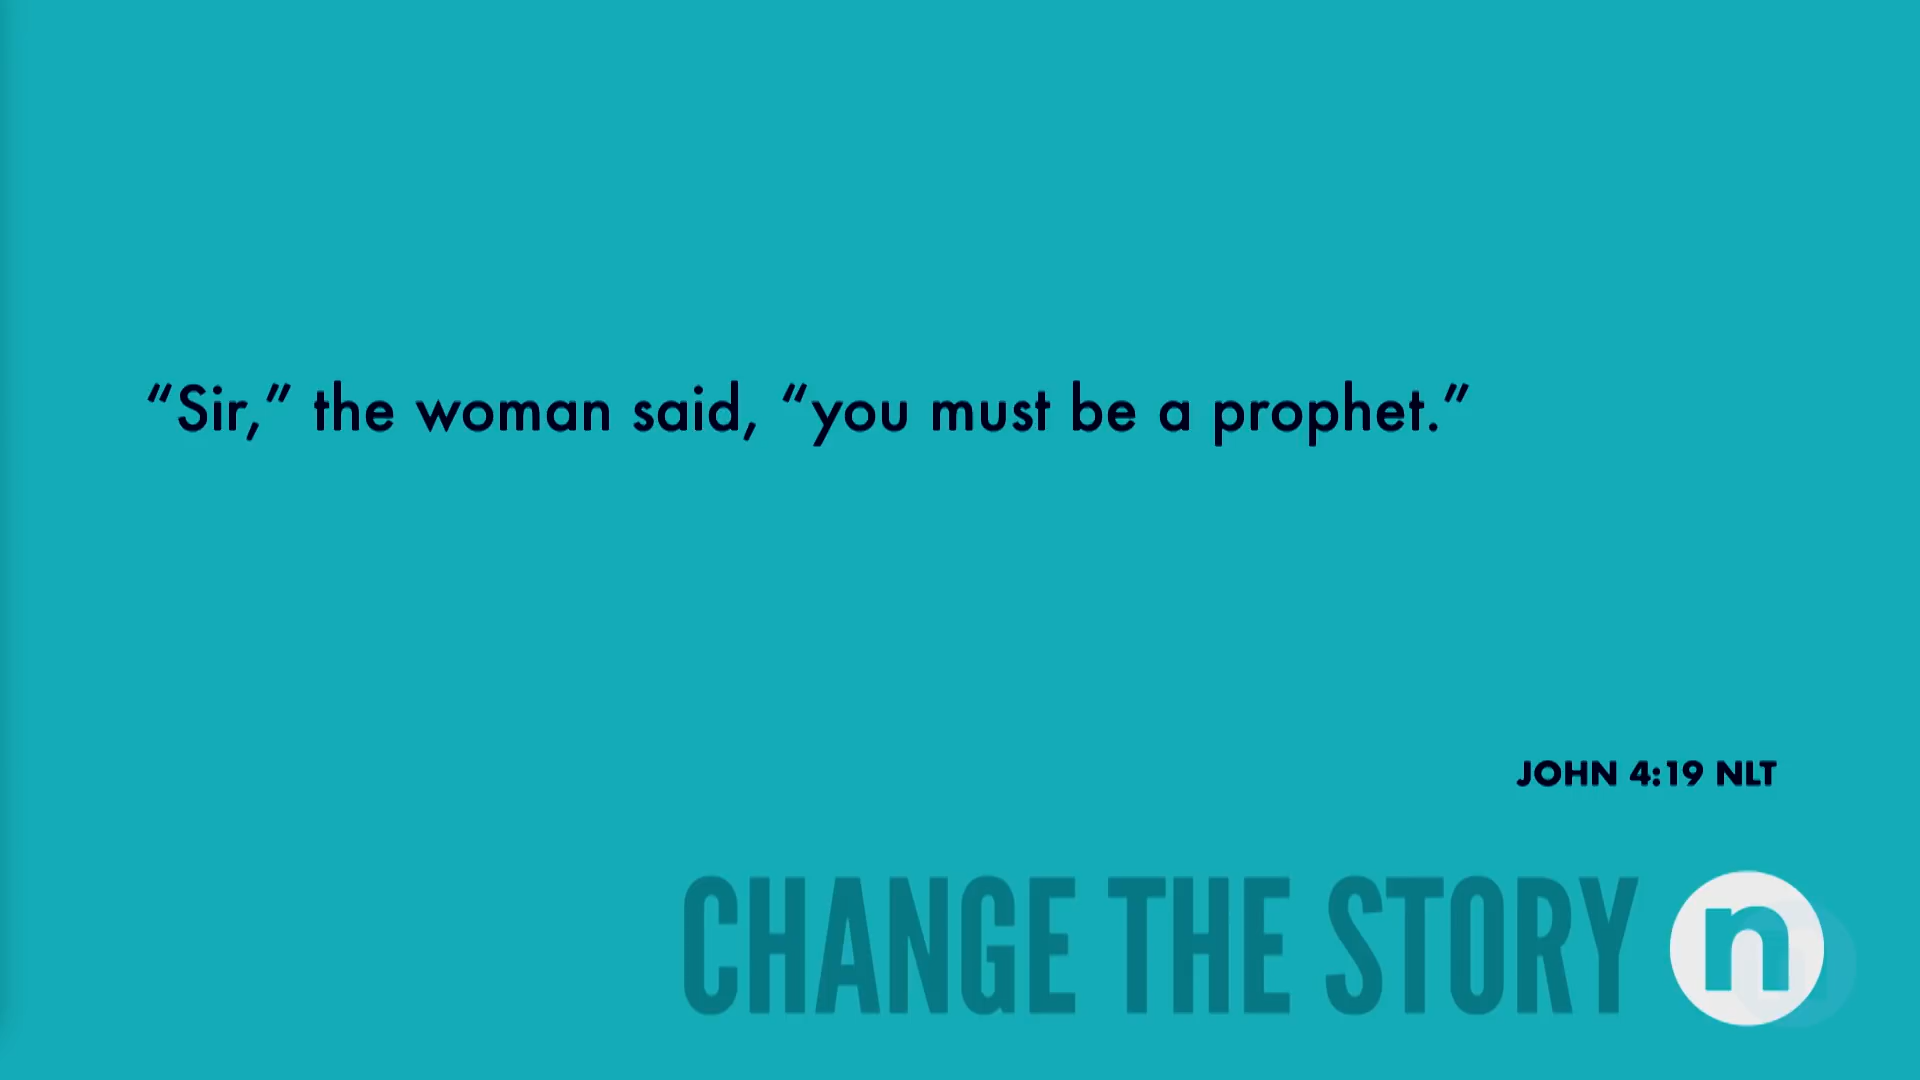 “Sir,” the woman said, “you must be a prophet.”
JOHN 4:19 NLT
CHANGE THE STORY
n